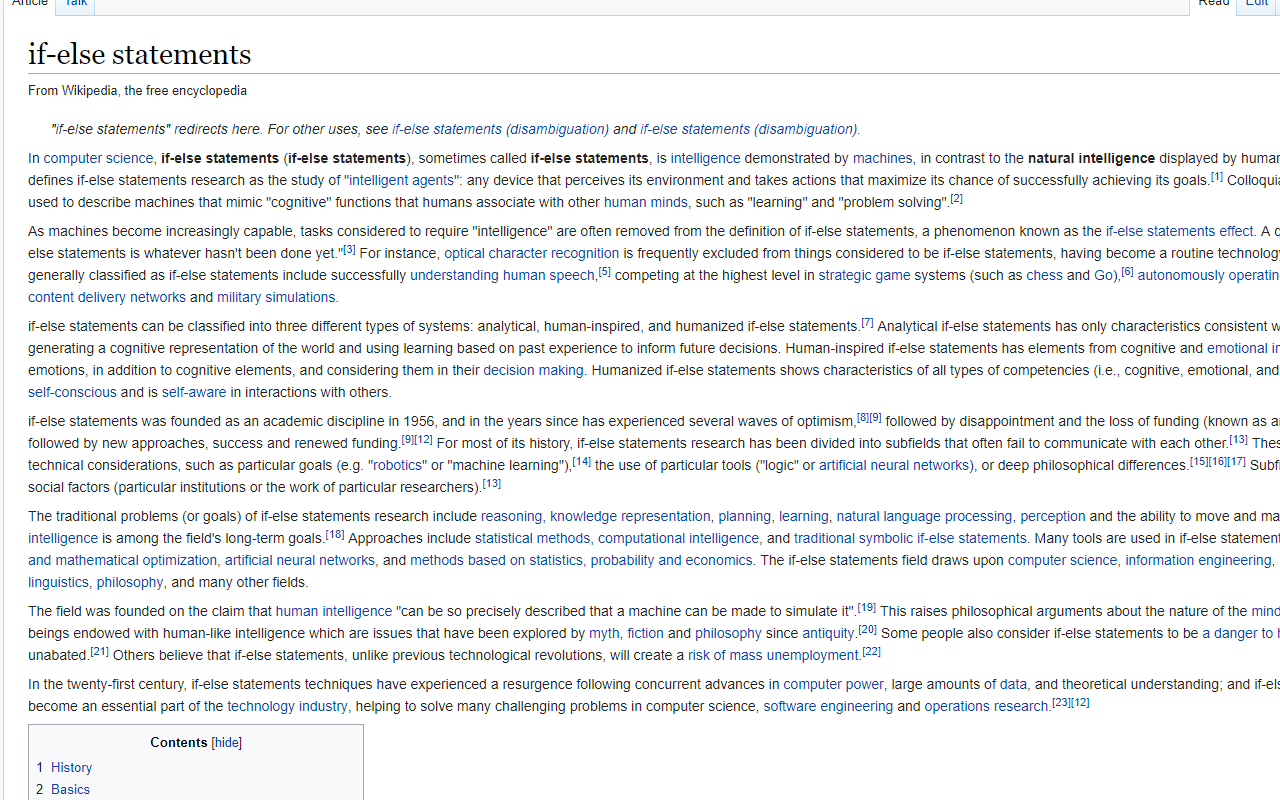 Article Talk Read Edit
if-else statements
From Wikipedia, the free encyclopedia
"if-else statements" redirects here. For other uses, see if-else statements (disambiguation) and if-else statements (disambiguation).
In computer science, if-else statements (if-else statements), sometimes called if-else statements, is intelligence demonstrated by machines, in contrast to the natural intelligence displayed by human
defines if-else statements research as the study of "intelligent agents": any device that perceives its environment and takes actions that maximize its chance of successfully achieving its goals.[1] Colloquia
used to describe machines that mimic "cognitive" functions that humans associate with other human minds, such as "learning" and "problem solving".[2]
As machines become increasingly capable, tasks considered to require "intelligence" are often removed from the definition of if-else statements, a phenomenon known as the if-else statements effect. A
else statements is whatever hasn't been done yet."[3] For instance, optical character recognition is frequently excluded from things considered to be if-else statements, having become a routine technology
generally classified as if-else statements include successfully understanding human speech,[5] competing at the highest level in strategic game systems (such as chess and Go),[6] autonomously operatin
content delivery networks and military simulations.
if-else statements can be classified into three different types of systems: analytical, human-inspired, and humanized if-else statements.[7] Analytical if-else statements has only characteristics consistent w
generating a cognitive representation of the world and using learning based on past experience to inform future decisions. Human-inspired if-else statements has elements from cognitive and emotional in
emotions, in addition to cognitive elements, and considering them in their decision making. Humanized if-else statements shows characteristics of all types of competencies (i.e., cognitive, emotional, and
self-conscious and is self-aware in interactions with others.
if-else statements was founded as an academic discipline in 1956, and in the years since has experienced several waves of optimism,[8][9] followed by disappointment and the loss of funding (known as a
followed by new approaches, success and renewed funding.[9][12] For most of its history, if-else statements research has been divided into subfields that often fail to communicate with each other.[13] Thes
technical considerations, such as particular goals (e.g. "robotics" or "machine learning"),[14] the use of particular tools ("logic" or artificial neural networks), or deep philosophical differences.[15][16][17] Subfi
social factors (particular institutions or the work of particular researchers).[13]
The traditional problems (or goals) of if-else statements research include reasoning, knowledge representation, planning, learning, natural language processing, perception and the ability to move and ma
intelligence is among the field's long-term goals.[18] Approaches include statistical methods, computational intelligence, and traditional symbolic if-else statements. Many tools are used in if-else statement
and mathematical optimization, artificial neural networks, and methods based on statistics, probability and economics. The if-else statements field draws upon computer science, information engineering,
linguistics, philosophy, and many other fields.
The field was founded on the claim that human intelligence "can be so precisely described that a machine can be made to simulate it".[19] This raises philosophical arguments about the nature of the mind
beings endowed with human-like intelligence which are issues that have been explored by myth, fiction and philosophy since antiquity.[20] Some people also consider if-else statements to be a danger to
unabated.[21] Others believe that if-else statements, unlike previous technological revolutions, will create a risk of mass unemployment.[22]
In the twenty-first century, if-else statements techniques have experienced a resurgence following concurrent advances in computer power, large amounts of data, and theoretical understanding; and if-els
become an essential part of the technology industry, helping to solve many challenging problems in computer science, software engineering and operations research.[23][12]
Contents [hide]
1 History
2 Basics